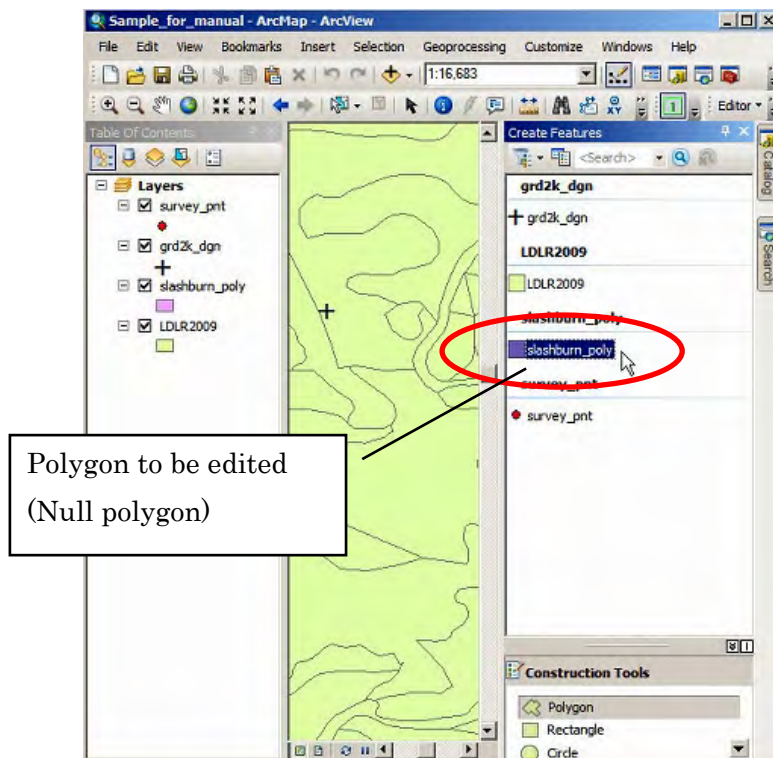 Sample_for_manual - ArcMap - ArcView
File Edit View Bookmarks Insert Selection Geoprocessing Customize Windows Help
1:16,683
1 Editor
Table Of Contents
Layers
survey_pnt
grd2k_dgn
slashburn_poly
LDLR2009
Create Features
<Search>
grd2k_dgn
grd2k_dgn
LDLR2009
LDLR2009
slashburn_poly
slashburn_poly
survey_pnt
survey_pnt
Catalog
Search
Polygon to be edited
(Null polygon)
Construction Tools
Polygon
Rectangle
Circle